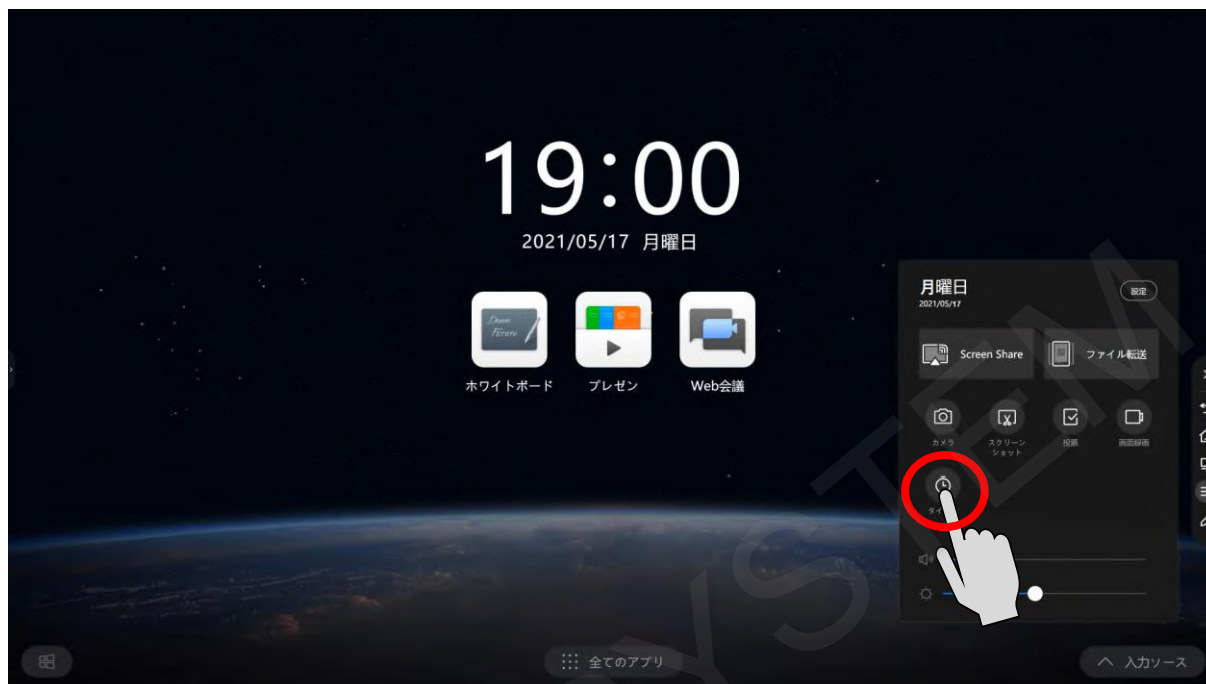 19:00
2021/05/17 月曜日
Dream
ホワイトボード
プレゼン
Web会議
月曜日
2021/05/17
設定
Screen Share
ファイル転送
カメラ
スクリーン
ショット
投票
画面録画
全てのアプリ
入力ソース
YSTEM